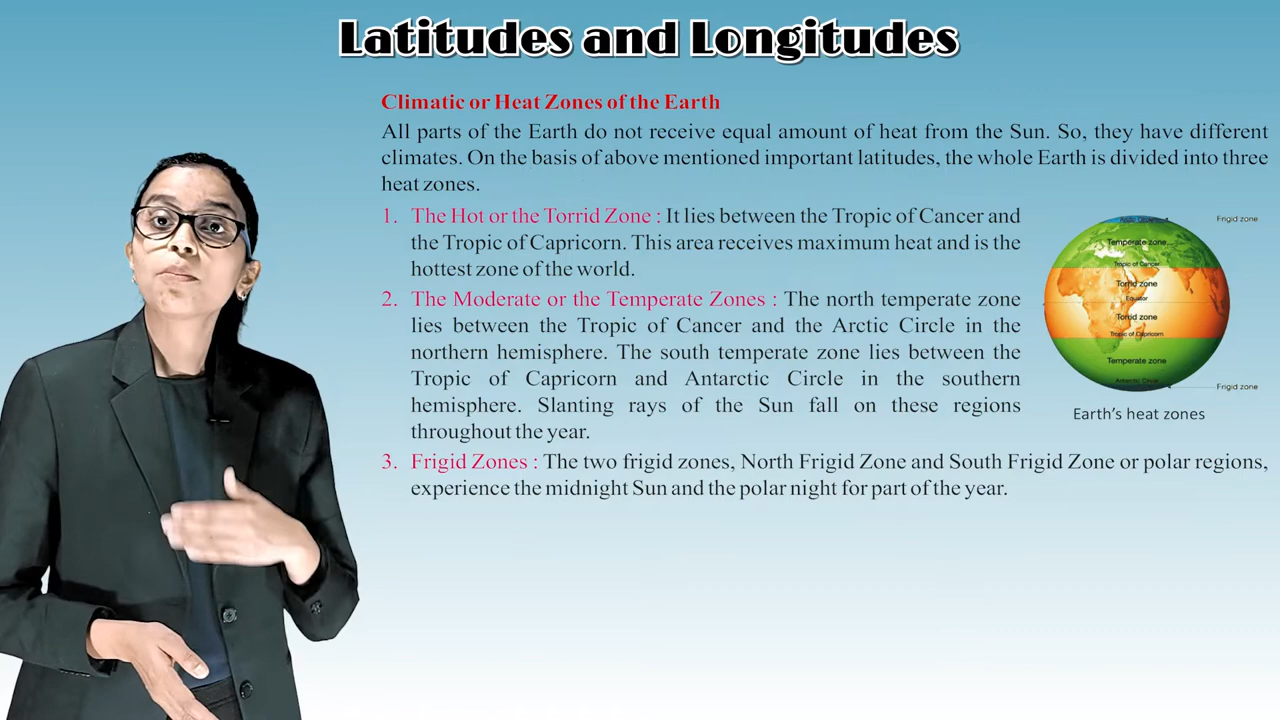 Latitudes and Longitudes
Climatic or Heat Zones of the Earth
All parts of the Earth do not receive equal amount of heat from the Sun. So, they have different
climates. On the basis of above mentioned important latitudes, the whole Earth is divided into three
heat zones.
1. The Hot or the Torrid Zone : It lies between the Tropic of Cancer and
the Tropic of Capricorn. This area receives maximum heat and is the
hottest zone of the world.
2. The Moderate or the Temperate Zones : The north temperate zone
lies between the Tropic of Cancer and the Arctic Circle in the
northern hemisphere. The south temperate zone lies between the
Tropic of Capricorn and Antarctic Circle in the southern
hemisphere. Slanting rays of the Sun fall on these regions
throughout the year.
3. Frigid Zones : The two frigid zones, North Frigid Zone and South Frigid Zone or polar regions,
experience the midnight Sun and the polar night for part of the year.
Frigid zone
Temperate zone
Tropic of Cancer
Torrid zone
Equator
Torrid zone
Tropic of Capricorn
Temperate zone
Antarctic Circle
Frigid zone
Earth's heat zones